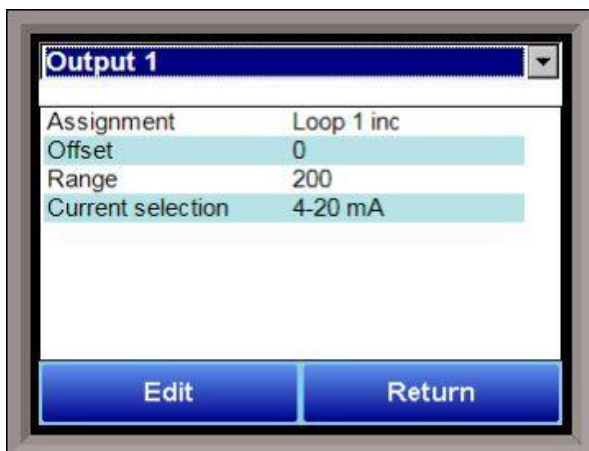 Output 1
Assignment Loop 1 inc
Offset 0
Range 200
Current selection 4-20 mA
Edit Return